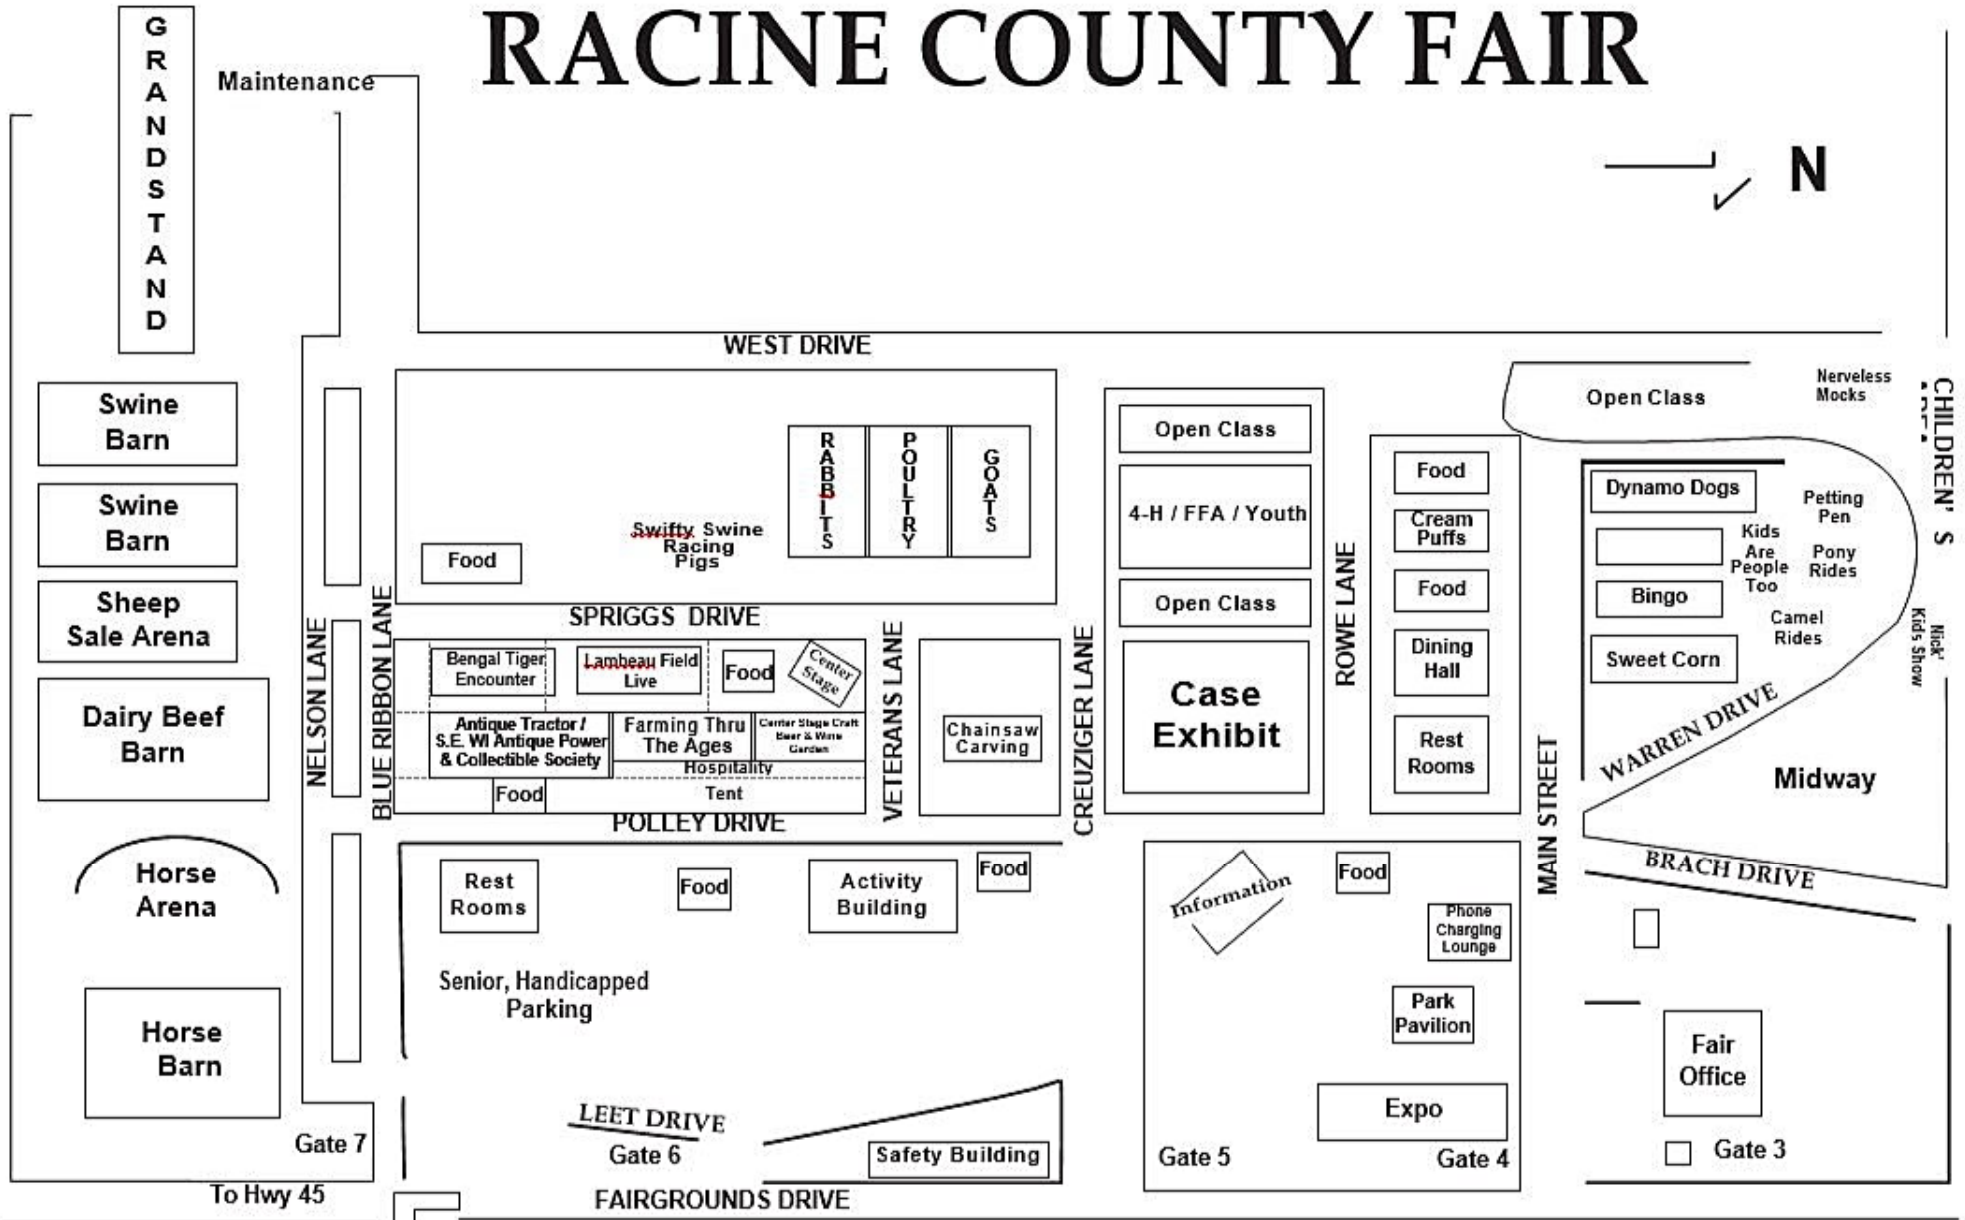 RACINE COUNTY FAIR
GRANDSTAND
Maintenance
N
WEST DRIVE
Swine
Barn
Swine
Barn
Sheep
Sale Arena
Dairy Beef
Barn
Horse
Arena
Horse
Barn
Gate 7
To Hwy 45
NELSON LANE
BLUE RIBBON LANE
RABBITS
POULTRY
GOATS
Swifty Swine
Racing
Pigs
Food
SPRIGGS DRIVE
Bengal Tiger
Encounter
Lambeau Field
Live
Food
Center
Stage
Antique Tractor /
S.E. WI Antique Power
& Collectible Society
Farming Thru
The Ages
Center Stage Craft
Beer & Wine
Garden
Hospitality
Tent
Food
POLLEY DRIVE
VETERANS LANE
Chainsaw
Carving
CREUZIGER LANE
Open Class
4-H / FFA / Youth
Open Class
Case
Exhibit
ROWE LANE
Food
Cream
Puffs
Food
Dining
Hall
Rest
Rooms
MAIN STREET
Open Class
Nerveless
Mocks
CHILDREN' S
Dynamo Dogs
Petting
Pen
Kids
Are
People
Too
Pony
Rides
Bingo
Camel
Rides
Sweet Corn
Nick'
Kids Show
WARREN DRIVE
Midway
BRACH DRIVE
Rest
Rooms
Food
Activity
Building
Food
Senior, Handicapped
Parking
LEET DRIVE
Gate 6
Safety Building
FAIRGROUNDS DRIVE
Information
Food
Phone
Charging
Lounge
Park
Pavilion
Expo
Gate 5
Gate 4
Fair
Office
Gate 3